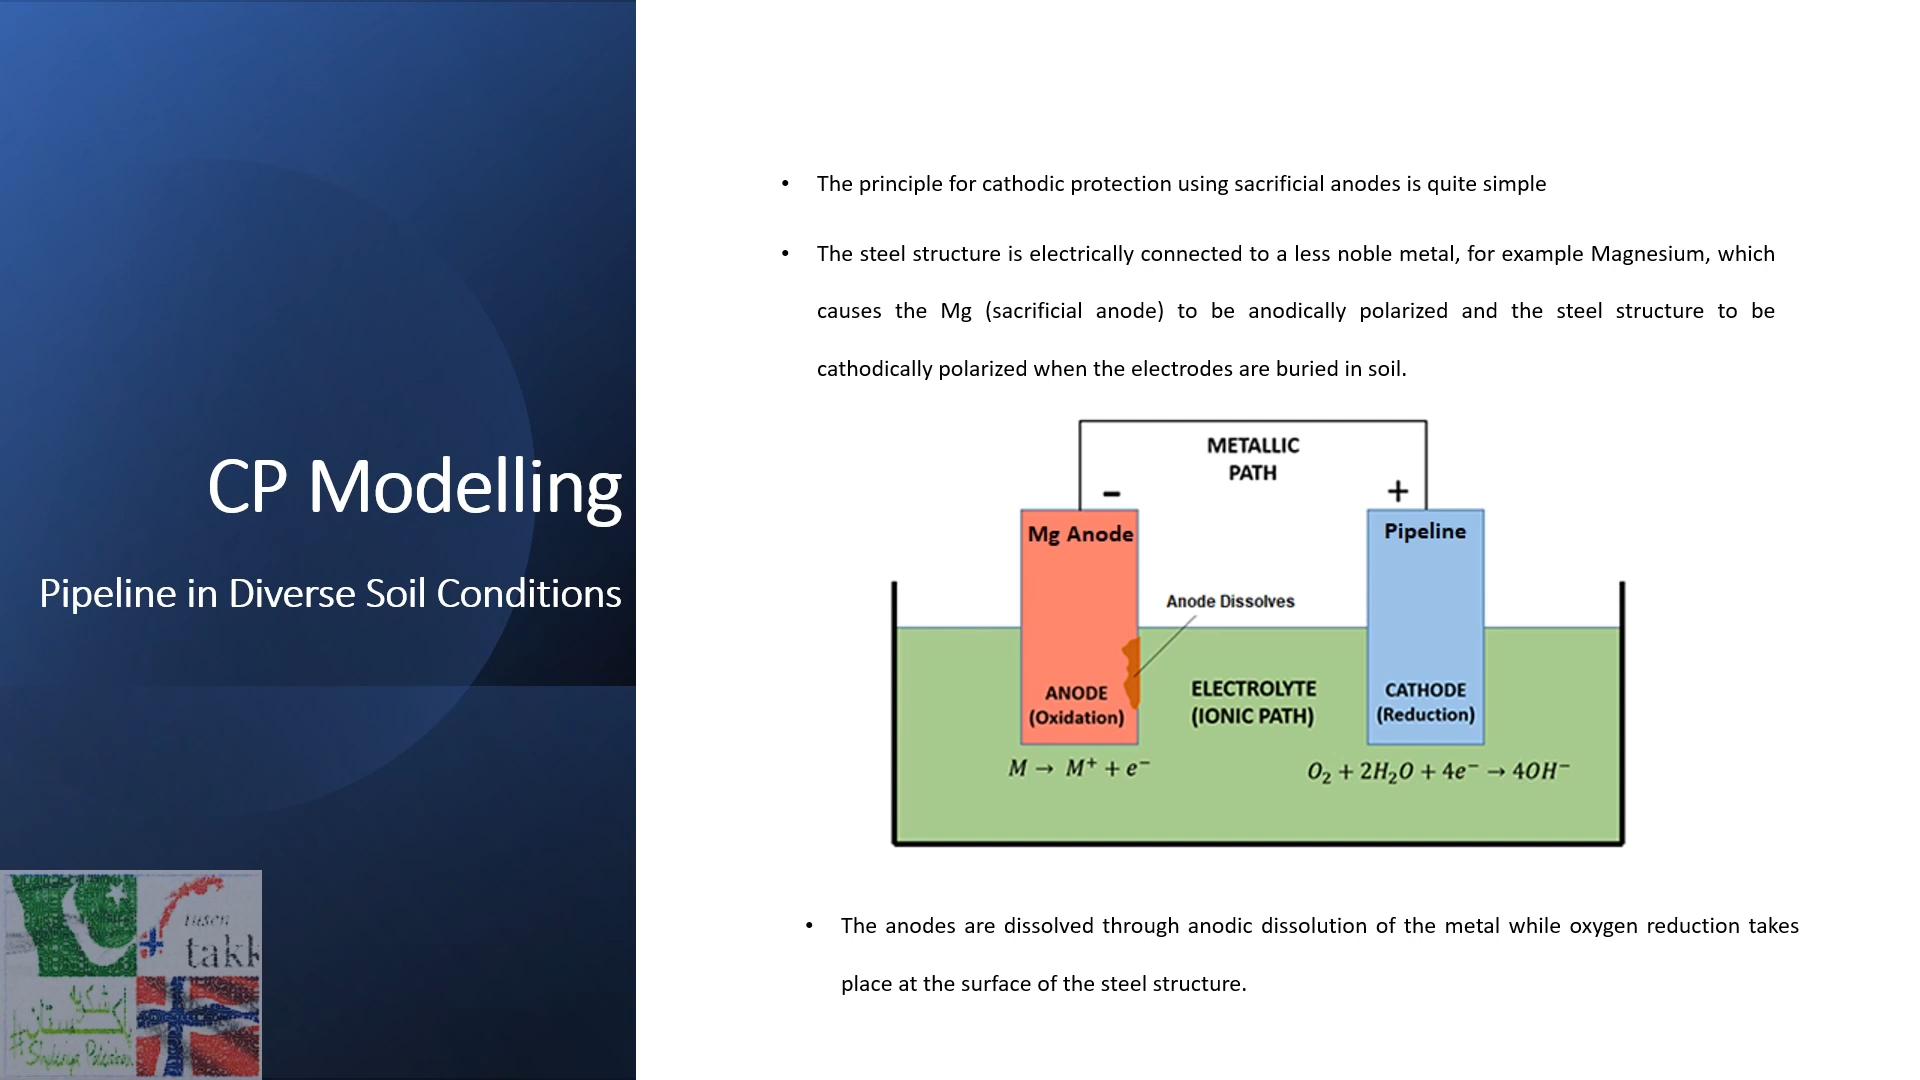 CP Modelling
Pipeline in Diverse Soil Conditions
• The principle for cathodic protection using sacrificial anodes is quite simple
• The steel structure is electrically connected to a less noble metal, for example Magnesium, which
causes the Mg (sacrificial anode) to be anodically polarized and the steel structure to be
cathodically polarized when the electrodes are buried in soil.
METALLIC
PATH
− +
Mg Anode
Pipeline
Anode Dissolves
ANODE
(Oxidation)
ELECTROLYTE
(IONIC PATH)
CATHODE
(Reduction)
M → M⁺ + e⁻
O₂ + 2H₂O + 4e⁻ → 4OH⁻
• The anodes are dissolved through anodic dissolution of the metal while oxygen reduction takes
place at the surface of the steel structure.
tusen
takk
شکریہ
پاکستان